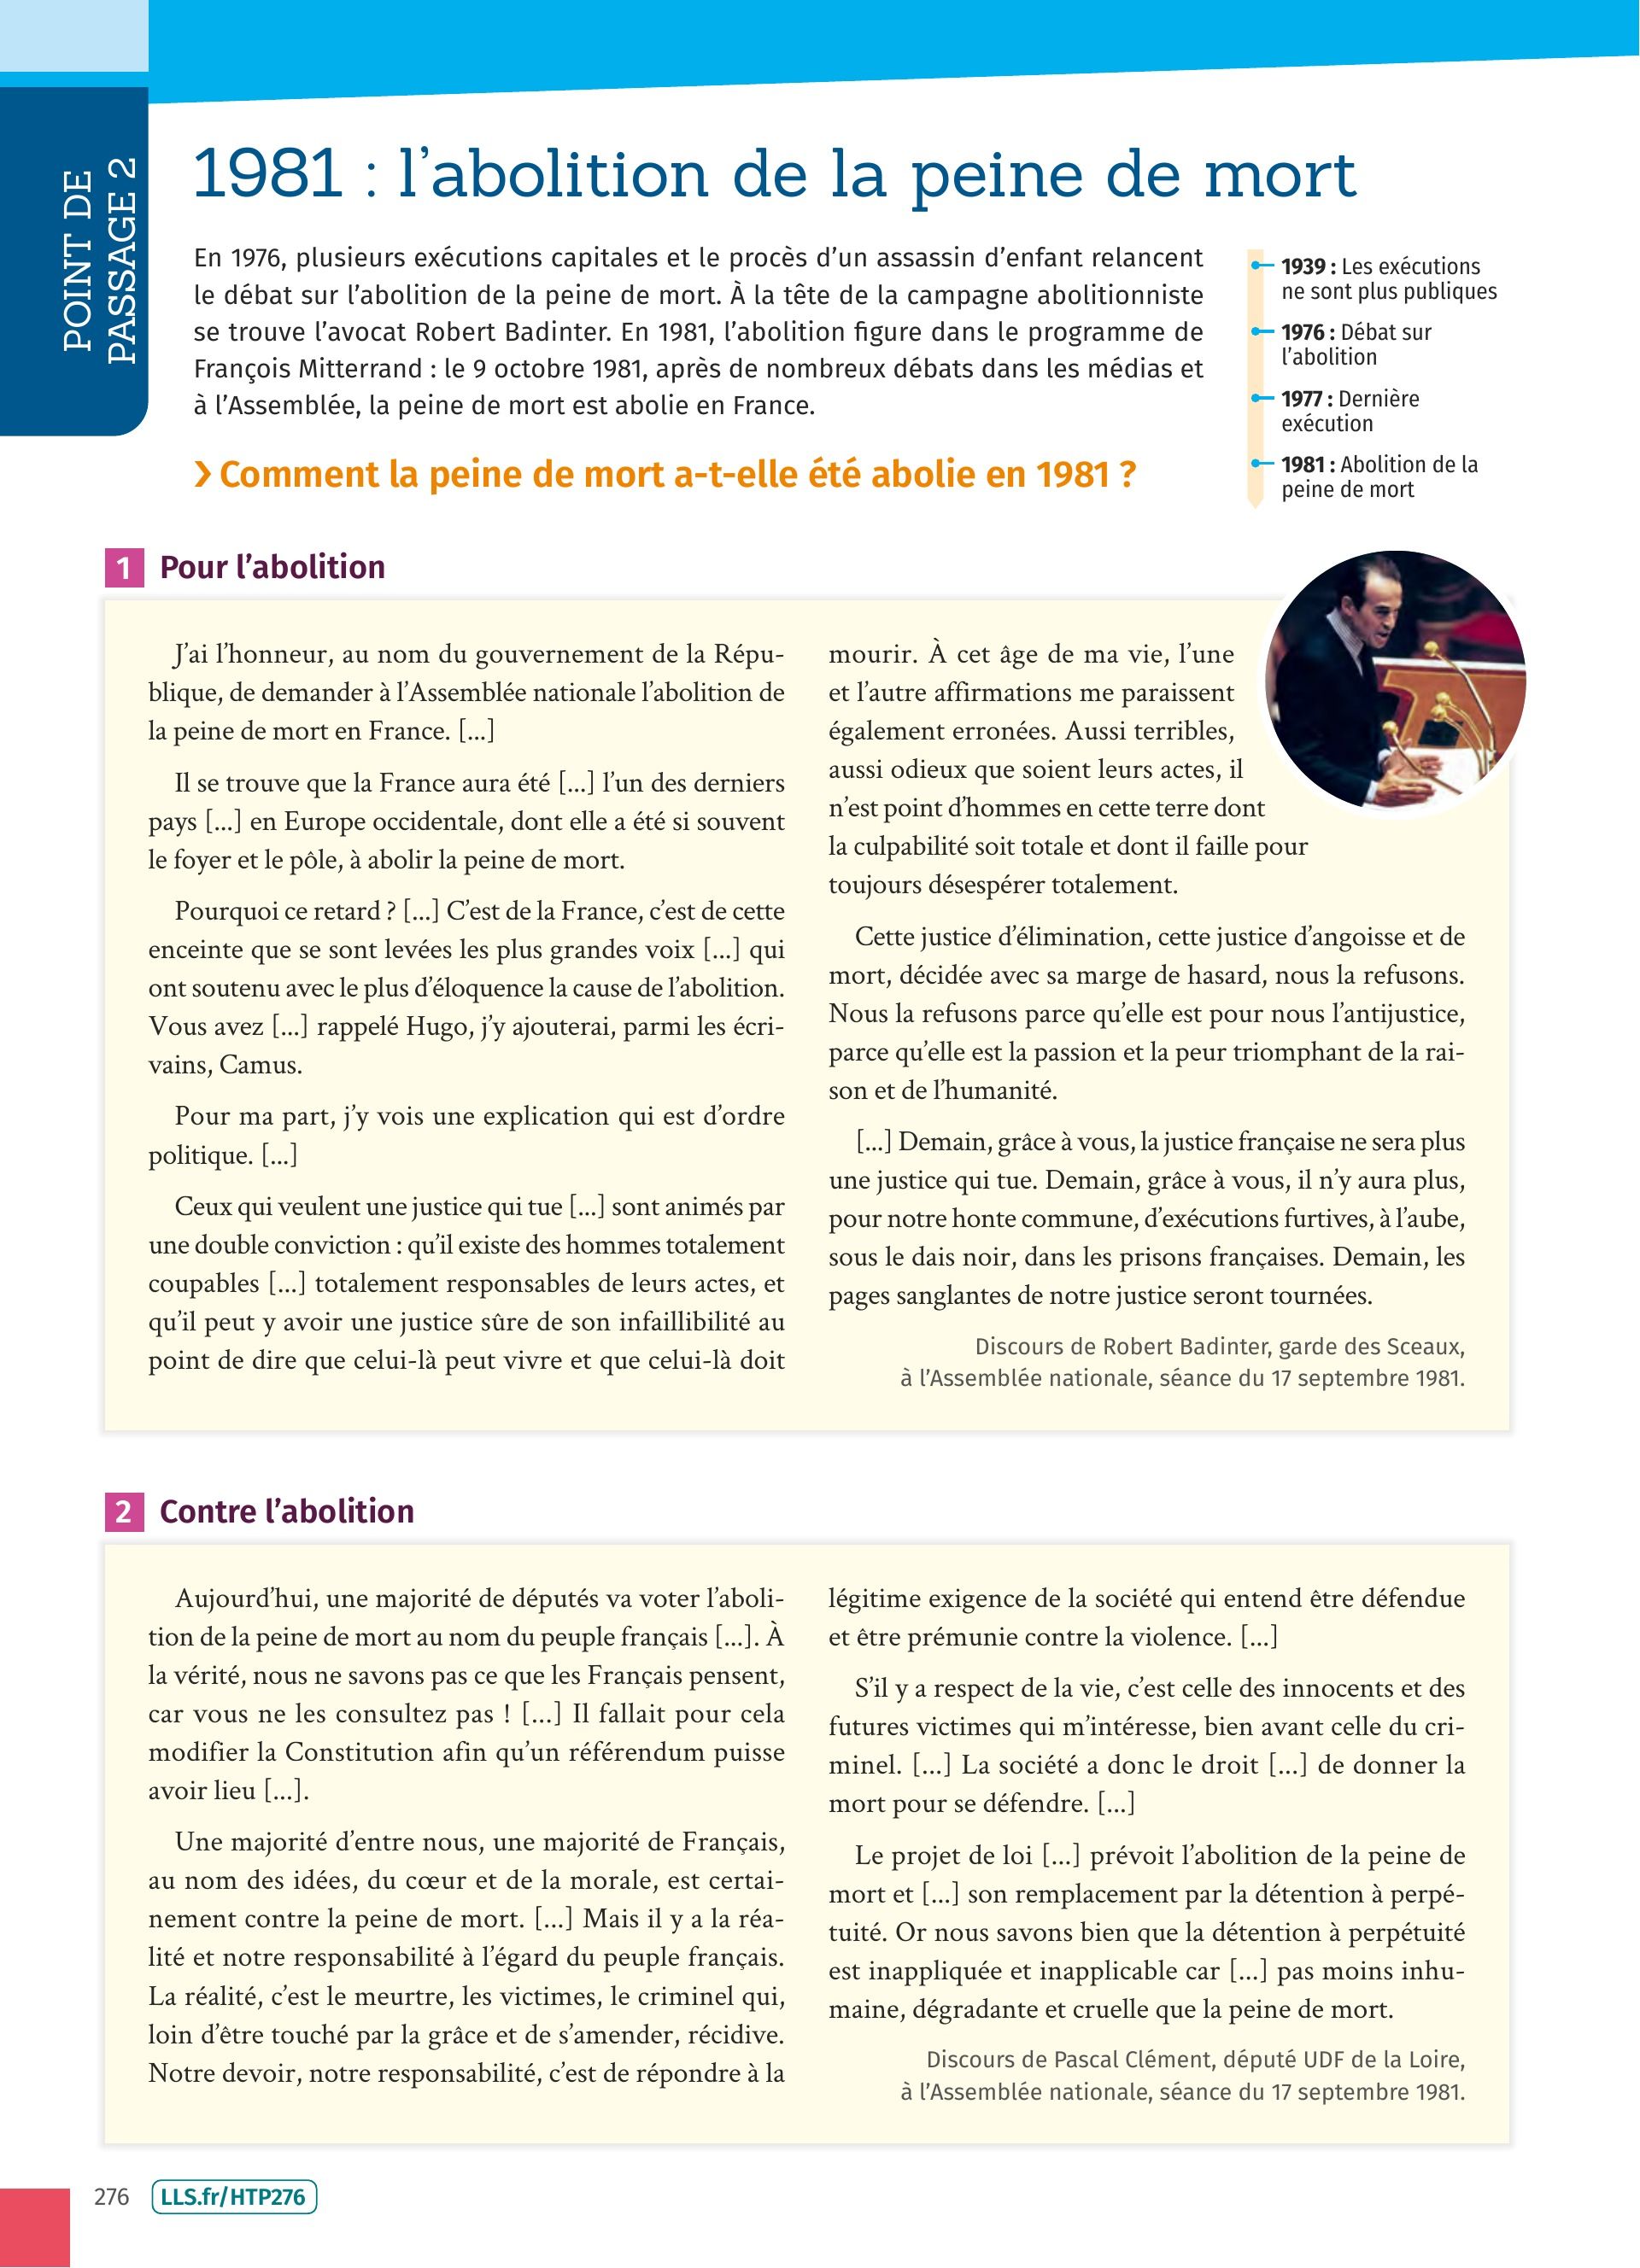 POINT DE
PASSAGE 2
1981 : l’abolition de la peine de mort
En 1976, plusieurs exécutions capitales et le procès d’un assassin d’enfant relancent
le débat sur l’abolition de la peine de mort. À la tête de la campagne abolitionniste
se trouve l’avocat Robert Badinter. En 1981, l’abolition figure dans le programme de
François Mitterrand : le 9 octobre 1981, après de nombreux débats dans les médias et
à l’Assemblée, la peine de mort est abolie en France.
❯ Comment la peine de mort a-t-elle été abolie en 1981 ?
1939 : Les exécutions
ne sont plus publiques
1976 : Débat sur
l’abolition
1977 : Dernière
exécution
1981 : Abolition de la
peine de mort
1 Pour l’abolition
J’ai l’honneur, au nom du gouvernement de la Répu-
blique, de demander à l’Assemblée nationale l’abolition de
la peine de mort en France. [...]
Il se trouve que la France aura été [...] l’un des derniers
pays [...] en Europe occidentale, dont elle a été si souvent
le foyer et le pôle, à abolir la peine de mort.
Pourquoi ce retard ? [...] C’est de la France, c’est de cette
enceinte que se sont levées les plus grandes voix [...] qui
ont soutenu avec le plus d’éloquence la cause de l’abolition.
Vous avez [...] rappelé Hugo, j’y ajouterai, parmi les écri-
vains, Camus.
Pour ma part, j’y vois une explication qui est d’ordre
politique. [...]
Ceux qui veulent une justice qui tue [...] sont animés par
une double conviction : qu’il existe des hommes totalement
coupables [...] totalement responsables de leurs actes, et
qu’il peut y avoir une justice sûre de son infaillibilité au
point de dire que celui-là peut vivre et que celui-là doit
mourir. À cet âge de ma vie, l’une
et l’autre affirmations me paraissent
également erronées. Aussi terribles,
aussi odieux que soient leurs actes, il
n’est point d’hommes en cette terre dont
la culpabilité soit totale et dont il faille pour
toujours désespérer totalement.
Cette justice d’élimination, cette justice d’angoisse et de
mort, décidée avec sa marge de hasard, nous la refusons.
Nous la refusons parce qu’elle est pour nous l’antijustice,
parce qu’elle est la passion et la peur triomphant de la rai-
son et de l’humanité.
[...] Demain, grâce à vous, la justice française ne sera plus
une justice qui tue. Demain, grâce à vous, il n’y aura plus,
pour notre honte commune, d’exécutions furtives, à l’aube,
sous le dais noir, dans les prisons françaises. Demain, les
pages sanglantes de notre justice seront tournées.
Discours de Robert Badinter, garde des Sceaux,
à l’Assemblée nationale, séance du 17 septembre 1981.
2 Contre l’abolition
Aujourd’hui, une majorité de députés va voter l’aboli-
tion de la peine de mort au nom du peuple français [...]. À
la vérité, nous ne savons pas ce que les Français pensent,
car vous ne les consultez pas ! [...] Il fallait pour cela
modifier la Constitution afin qu’un référendum puisse
avoir lieu [...].
Une majorité d’entre nous, une majorité de Français,
au nom des idées, du cœur et de la morale, est certai-
nement contre la peine de mort. [...] Mais il y a la réa-
lité et notre responsabilité à l’égard du peuple français.
La réalité, c’est le meurtre, les victimes, le criminel qui,
loin d’être touché par la grâce et de s’amender, récidive.
Notre devoir, notre responsabilité, c’est de répondre à la
légitime exigence de la société qui entend être défendue
et être prémunie contre la violence. [...]
S’il y a respect de la vie, c’est celle des innocents et des
futures victimes qui m’intéresse, bien avant celle du cri-
minel. [...] La société a donc le droit [...] de donner la
mort pour se défendre. [...]
Le projet de loi [...] prévoit l’abolition de la peine de
mort et [...] son remplacement par la détention à perpé-
tuité. Or nous savons bien que la détention à perpétuité
est inappliquée et inapplicable car [...] pas moins inhu-
maine, dégradante et cruelle que la peine de mort.
Discours de Pascal Clément, député UDF de la Loire,
à l’Assemblée nationale, séance du 17 septembre 1981.
276 LLS.fr/HTP276